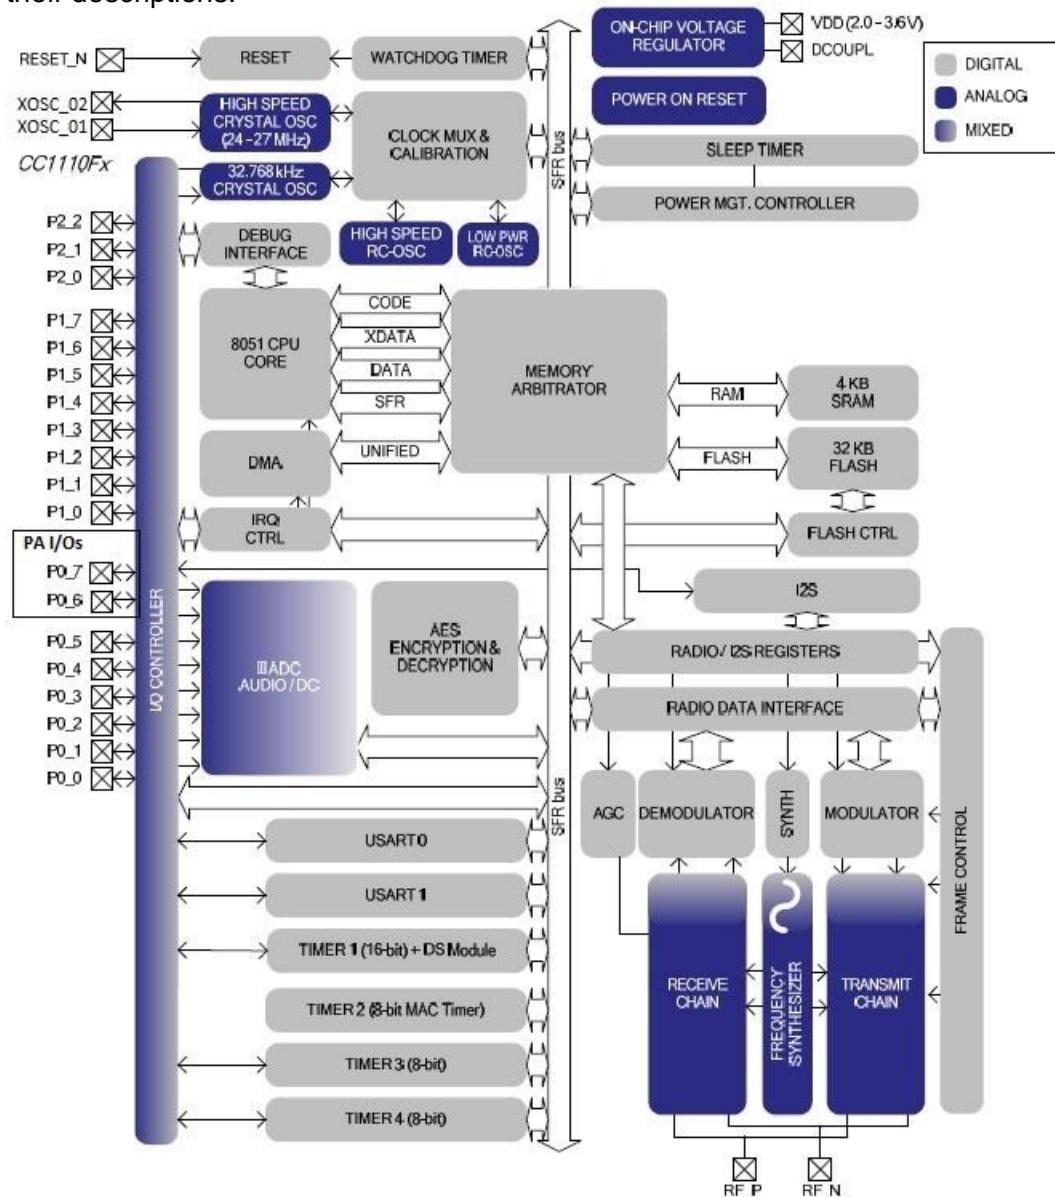 their descriptions.
RESET_N
RESET
WATCHDOG TIMER
ON-CHIP VOLTAGE
REGULATOR
VDD (2.0-3.6V)
DCOUPL
DIGITAL
ANALOG
MIXED
XOSC_02
XOSC_01
HIGH SPEED
CRYSTAL OSC
(24-27 MHz)
CLOCK MUX &
CALIBRATION
POWER ON RESET
SFR bus
SLEEP TIMER
CC1110Fx
32.768 kHz
CRYSTAL OSC
POWER MGT. CONTROLLER
P2_2
P2_1
P2_0
DEBUG
INTERFACE
HIGH SPEED
RC-OSC
LOW PWR
RC-OSC
P1_7
P1_6
P1_5
P1_4
P1_3
P1_2
P1_1
P1_0
8051 CPU
CORE
CODE
XDATA
DATA
SFR
MEMORY
ARBITRATOR
RAM
4 KB
SRAM
DMA
UNIFIED
FLASH
32 KB
FLASH
IRQ
CTRL
FLASH CTRL
PA I/Os
P0_7
P0_6
P0_5
P0_4
P0_3
P0_2
P0_1
P0_0
I/O CONTROLLER
ADC
AUDIO / DC
AES
ENCRYPTION &
DECRYPTION
I2S
RADIO / I2S REGISTERS
RADIO DATA INTERFACE
SFR bus
AGC
DEMODULATOR
SYNTH
MODULATOR
FRAME CONTROL
USART 0
USART 1
TIMER 1 (16-bit) + DS Module
TIMER 2 (8-bit MAC Timer)
TIMER 3 (8-bit)
TIMER 4 (8-bit)
RECEIVE
CHAIN
FREQUENCY
SYNTHESIZER
TRANSMIT
CHAIN
RF_P
RF_N